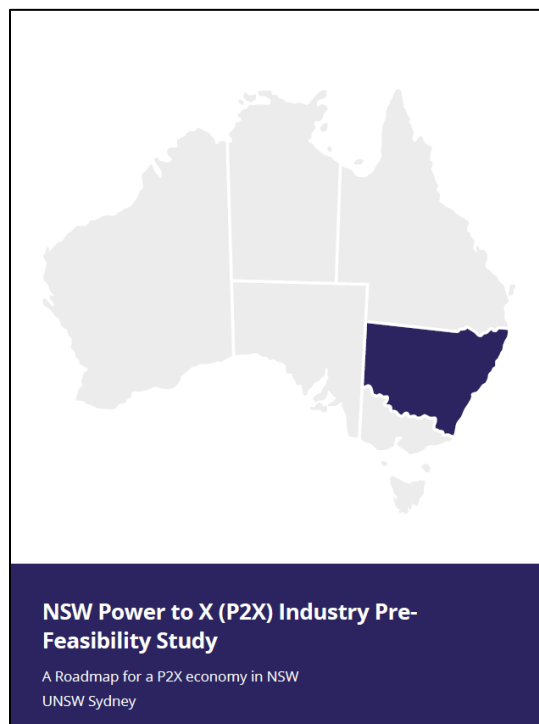 NSW Power to X (P2X) Industry Pre-
Feasibility Study
A Roadmap for a P2X economy in NSW
UNSW Sydney